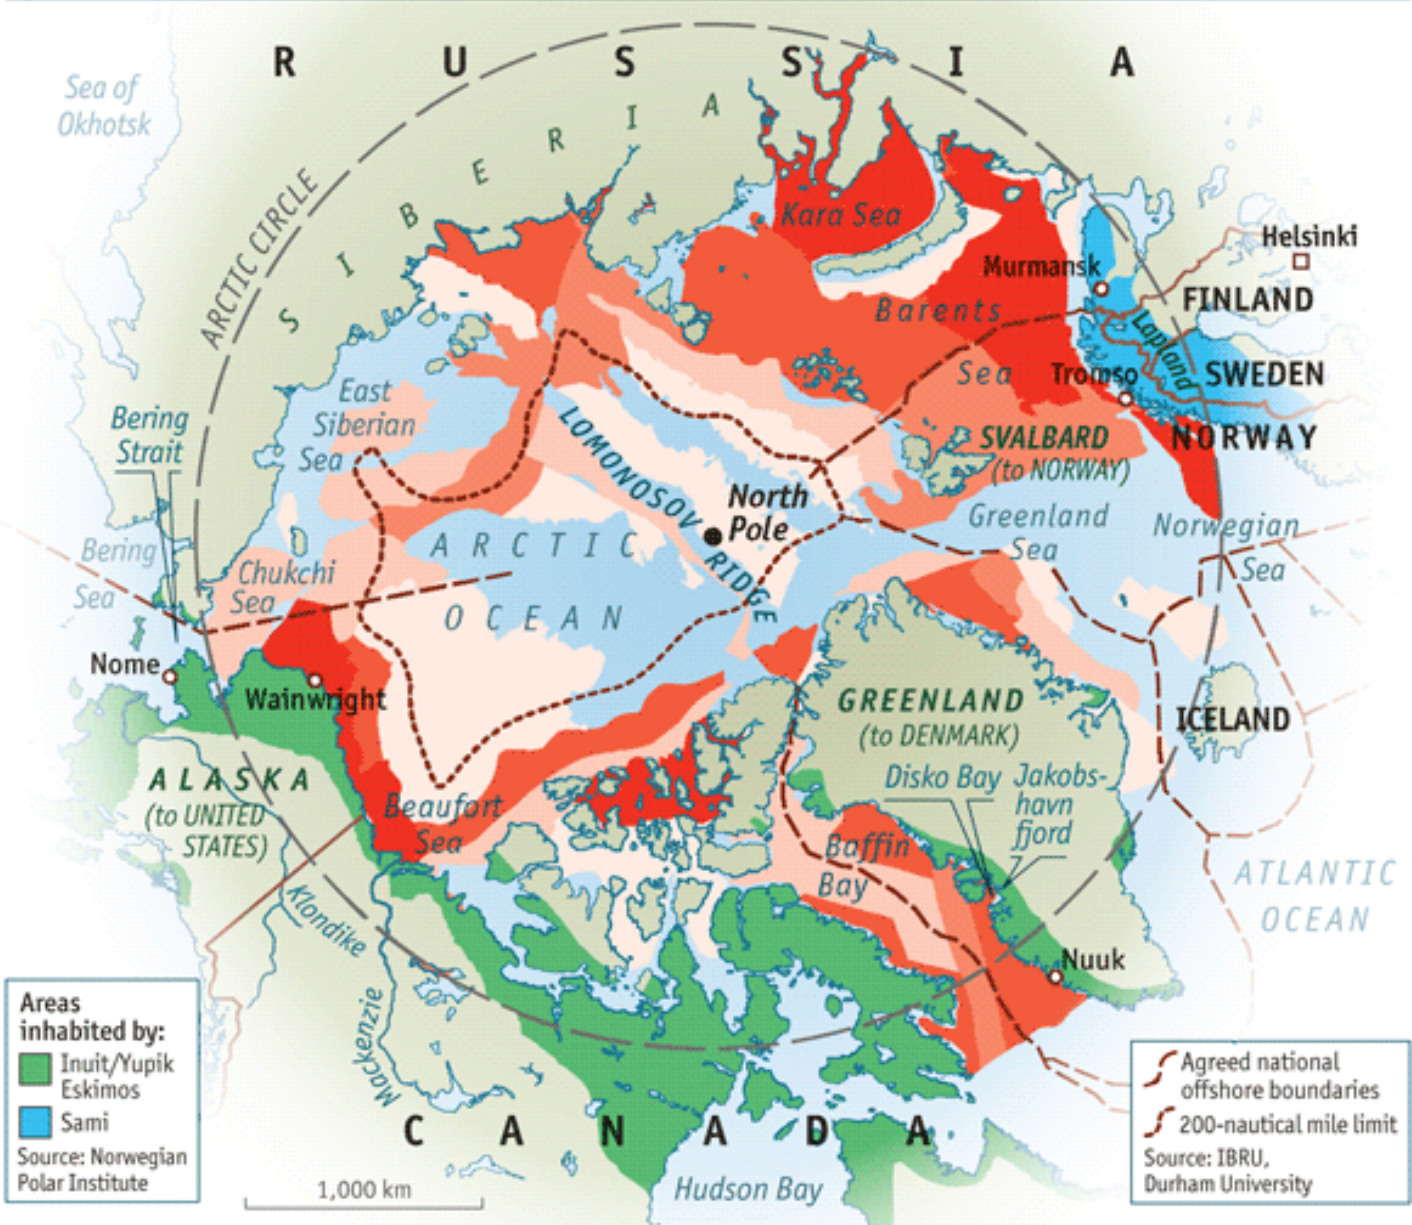 R U S S I A
Sea of
Okhotsk
S I B E R I A
ARCTIC CIRCLE
Kara Sea
Helsinki
Murmansk
FINLAND
Barents
Sea
Lapland
Tromso
SWEDEN
East
Siberian
Sea
Bering
Strait
LOMONOSOV
RIDGE
SVALBARD
(to NORWAY)
NORWAY
North
Pole
Greenland
Sea
Norwegian
Sea
ARCTIC
OCEAN
Bering
Sea
Chukchi
Sea
Nome
Wainwright
GREENLAND
(to DENMARK)
ICELAND
ALASKA
(to UNITED
STATES)
Beaufort
Sea
Disko Bay
Jakobs-
havn
fjord
Baffin
Bay
ATLANTIC
OCEAN
Klondike
Nuuk
Mackenzie
C A N A D A
Hudson Bay
Areas
inhabited by:
Inuit/Yupik
Eskimos
Sami
Source: Norwegian
Polar Institute
1,000 km
Agreed national
offshore boundaries
200-nautical mile limit
Source: IBRU,
Durham University